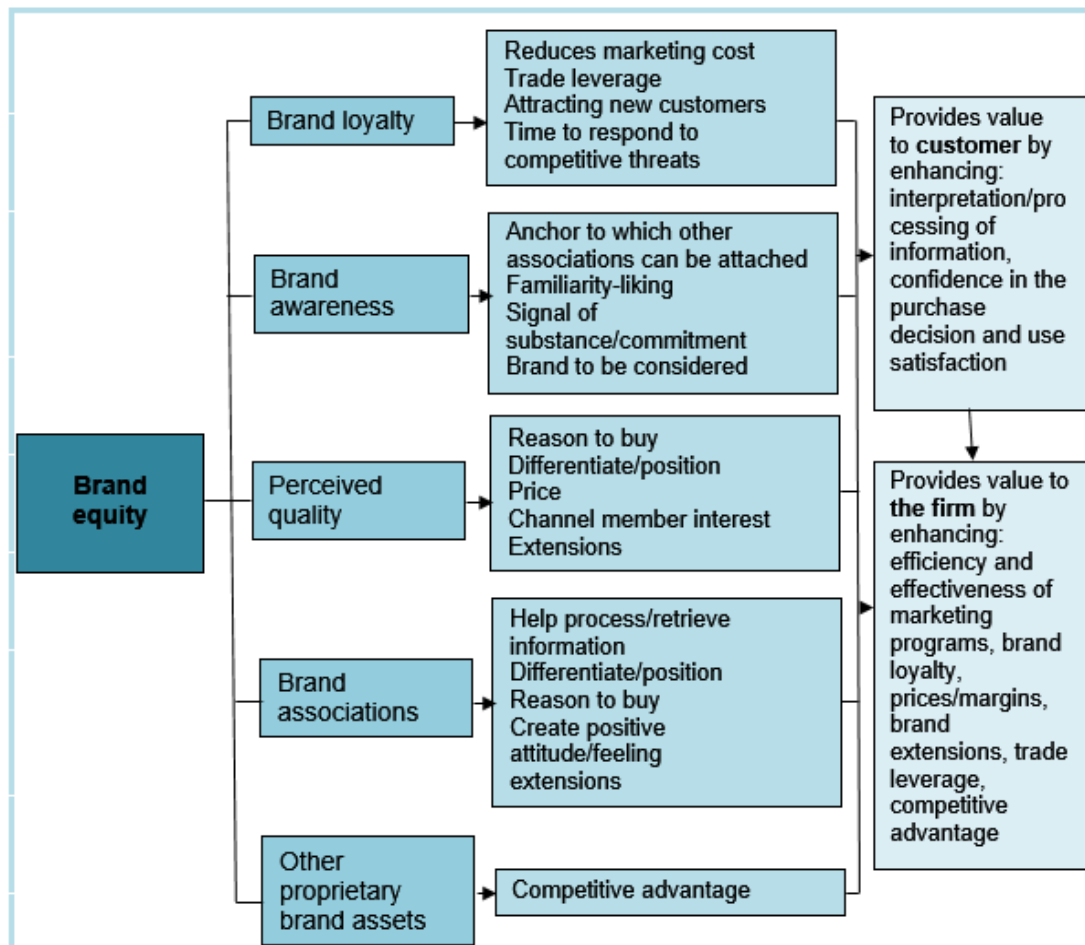 Brand
equity
Brand loyalty
Reduces marketing cost
Trade leverage
Attracting new customers
Time to respond to
competitive threats
Brand
awareness
Anchor to which other
associations can be attached
Familiarity-liking
Signal of
substance/commitment
Brand to be considered
Perceived
quality
Reason to buy
Differentiate/position
Price
Channel member interest
Extensions
Brand
associations
Help process/retrieve
information
Differentiate/position
Reason to buy
Create positive
attitude/feeling
extensions
Other
proprietary
brand assets
Competitive advantage
Provides value
to customer by
enhancing:
interpretation/pro
cessing of
information,
confidence in the
purchase
decision and use
satisfaction
Provides value to
the firm by
enhancing:
efficiency and
effectiveness of
marketing
programs, brand
loyalty,
prices/margins,
brand
extensions, trade
leverage,
competitive
advantage